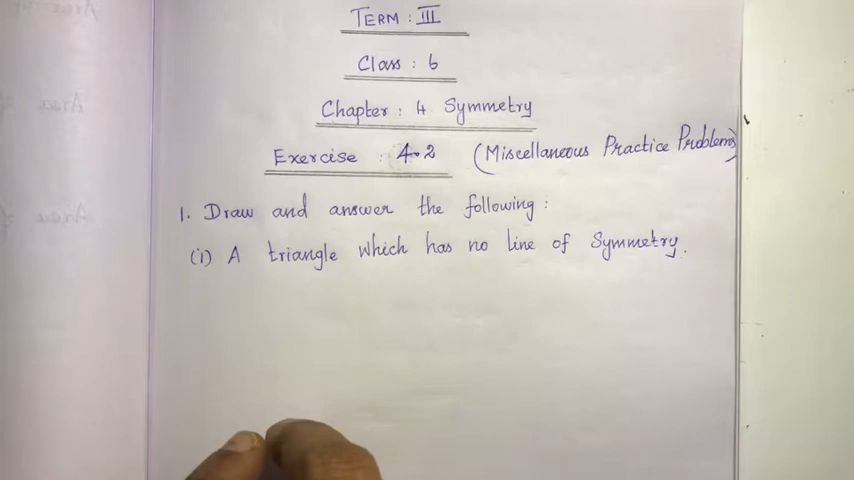 TERM : III
Class : 6
Chapter : 4 Symmetry
Exercise : 4.2 (Miscellaneous Practice Problems)
1. Draw and answer the following :
(i) A triangle which has no line of Symmetry.